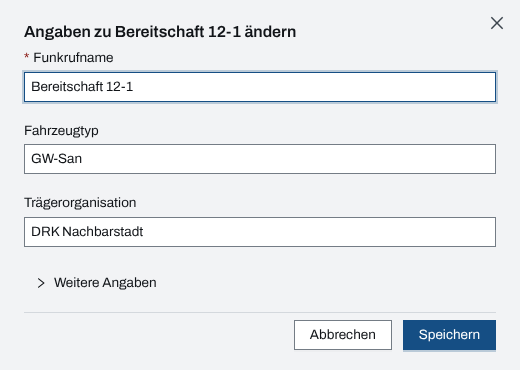 Angaben zu Bereitschaft 12-1 ändern
* Funkrufname
Bereitschaft 12-1
Fahrzeugtyp
GW-San
Trägerorganisation
DRK Nachbarstadt
Weitere Angaben
Abbrechen Speichern